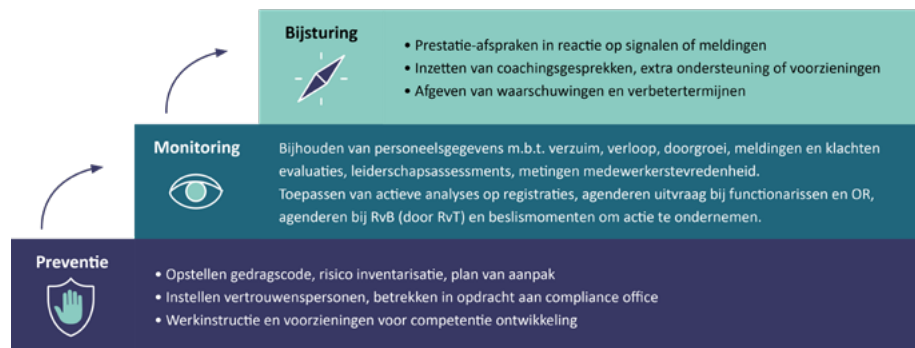 Bijsturing
• Prestatie-afspraken in reactie op signalen of meldingen
• Inzetten van coachingsgesprekken, extra ondersteuning of voorzieningen
• Afgeven van waarschuwingen en verbetertermijnen
Monitoring
Bijhouden van personeelsgegevens m.b.t. verzuim, verloop, doorgroei, meldingen en klachten
evaluaties, leiderschapsassessments, metingen medewerkerstevredenheid.
Toepassen van actieve analyses op registraties, agenderen uitvraag bij functionarissen en OR,
agenderen bij RvB (door RvT) en beslismomenten om actie te ondernemen.
Preventie
• Opstellen gedragscode, risico inventarisatie, plan van aanpak
• Instellen vertrouwenspersonen, betrekken in opdracht aan compliance office
• Werkinstructie en voorzieningen voor competentie ontwikkeling